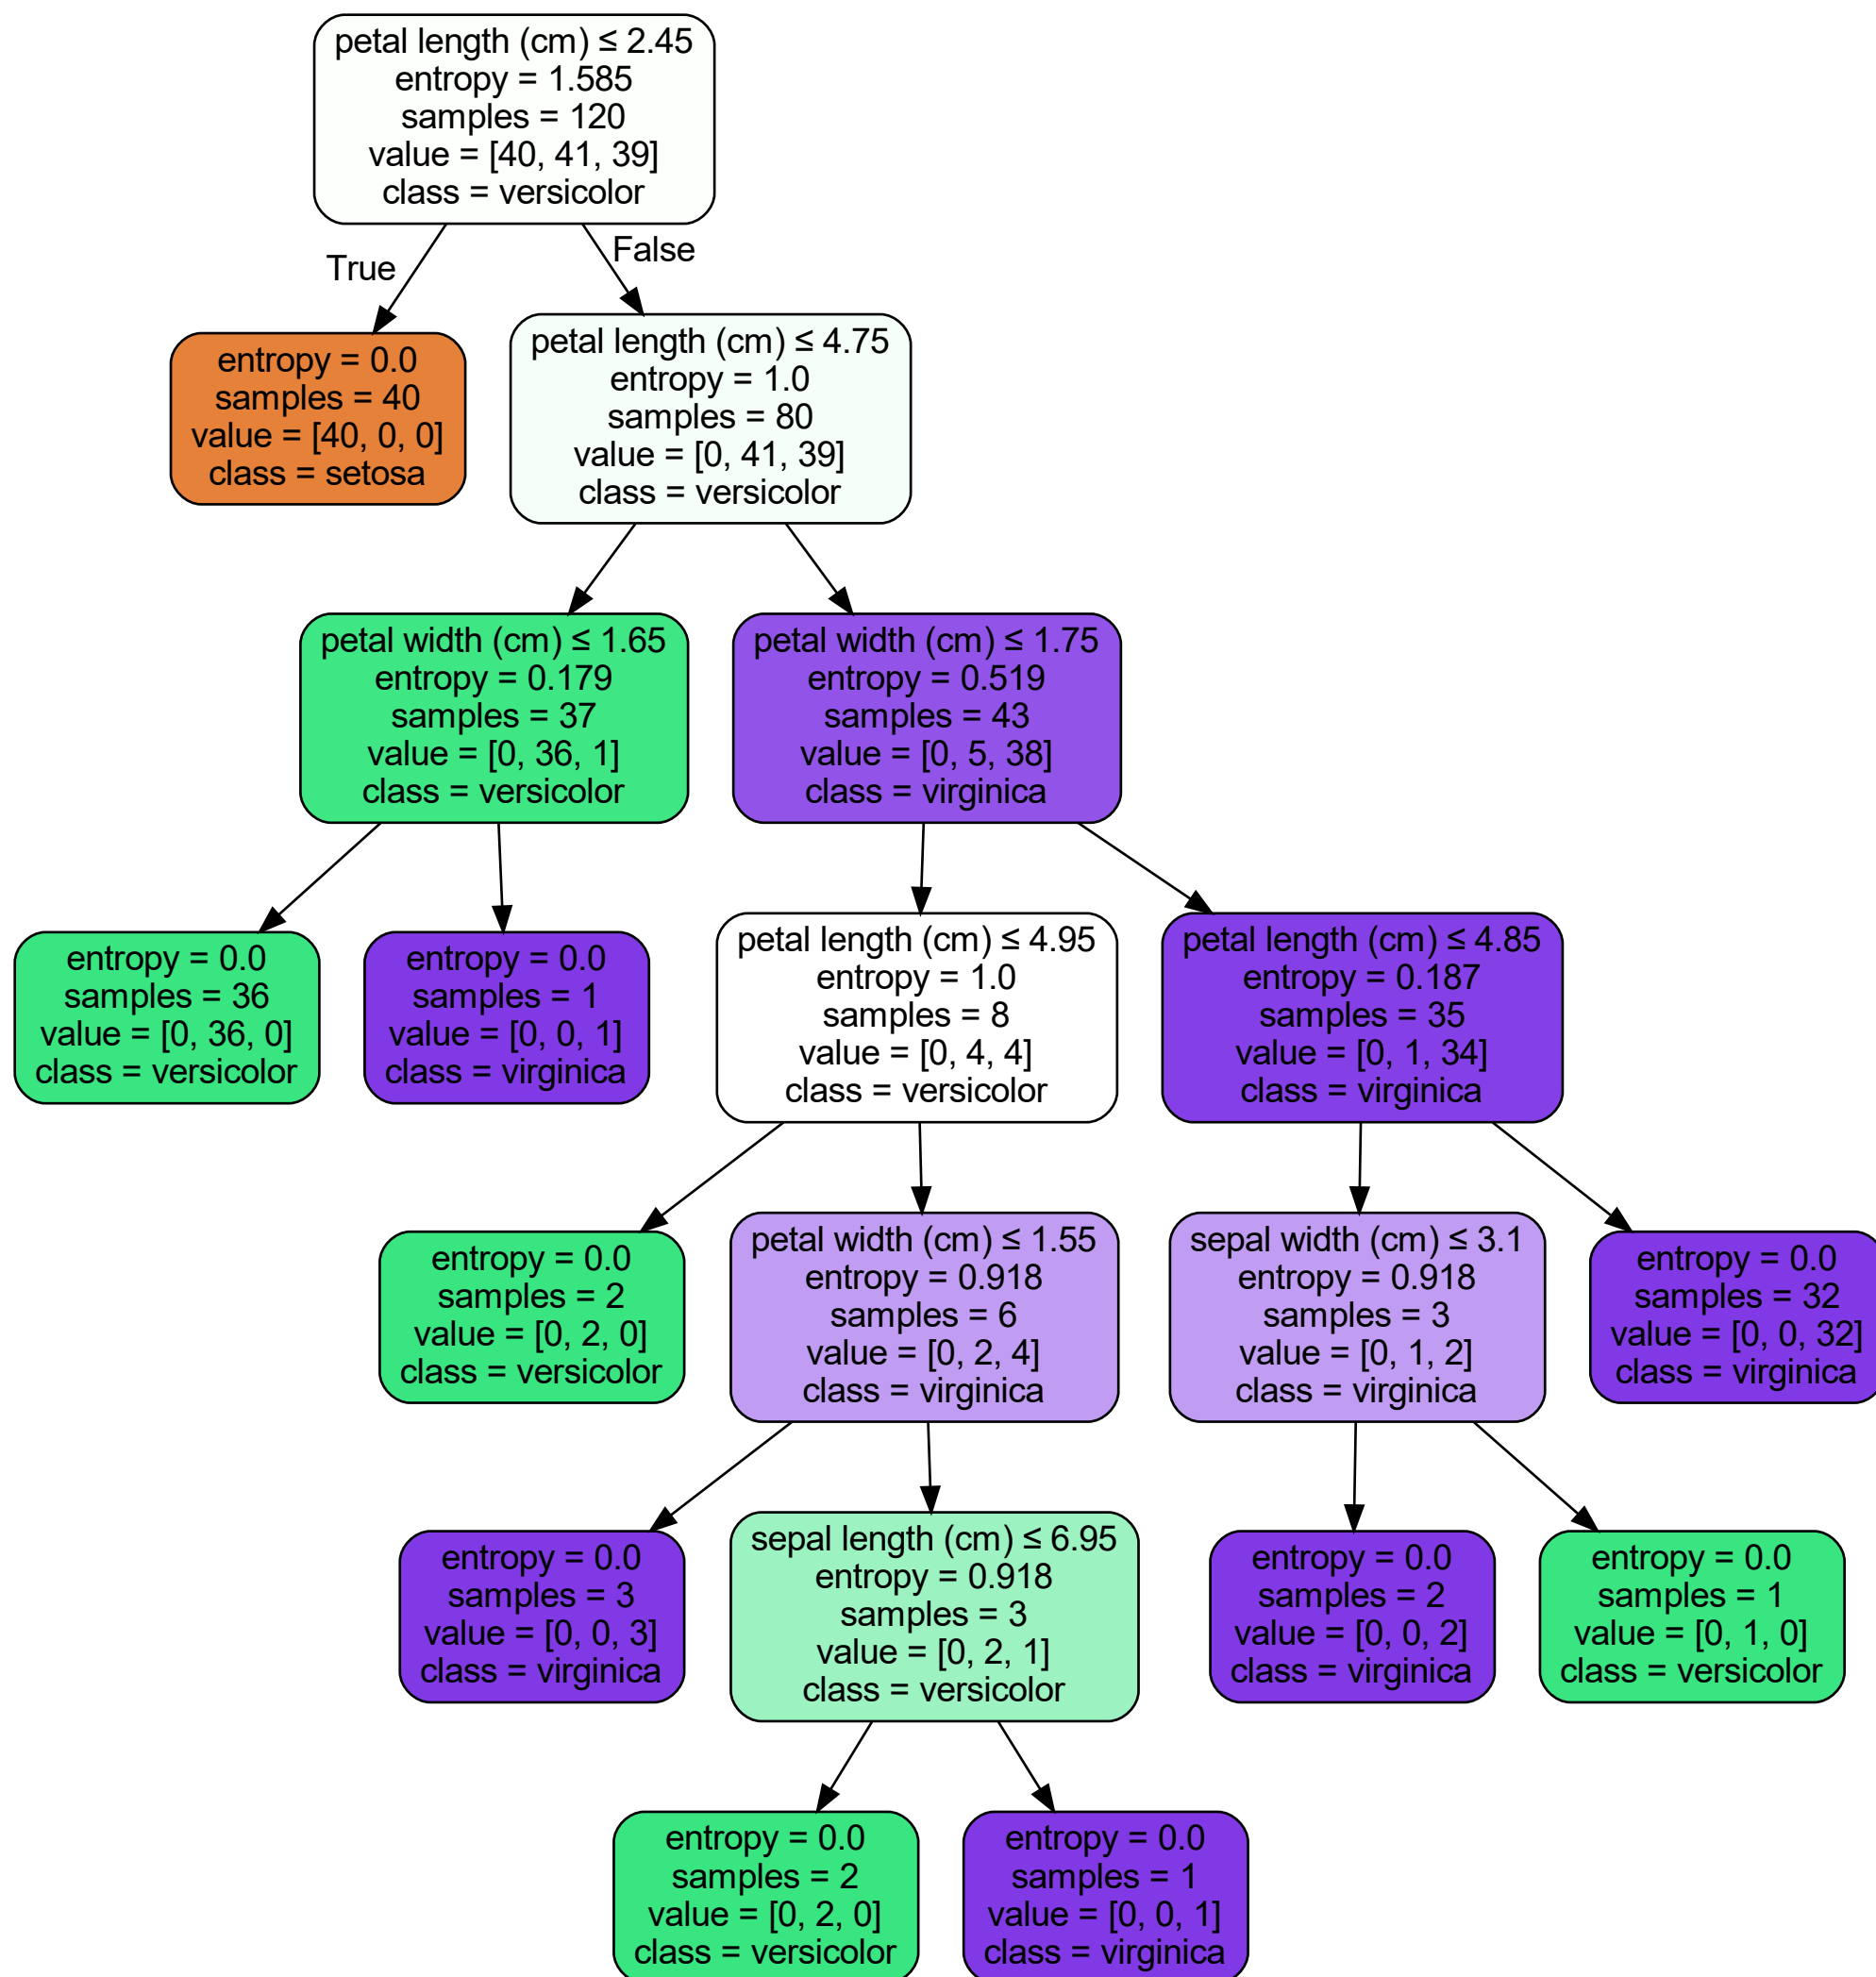 petal length (cm) ≤ 2.45
entropy = 1.585
samples = 120
value = [40, 41, 39]
class = versicolor
True
False
entropy = 0.0
samples = 40
value = [40, 0, 0]
class = setosa
petal length (cm) ≤ 4.75
entropy = 1.0
samples = 80
value = [0, 41, 39]
class = versicolor
petal width (cm) ≤ 1.65
entropy = 0.179
samples = 37
value = [0, 36, 1]
class = versicolor
petal width (cm) ≤ 1.75
entropy = 0.519
samples = 43
value = [0, 5, 38]
class = virginica
entropy = 0.0
samples = 36
value = [0, 36, 0]
class = versicolor
entropy = 0.0
samples = 1
value = [0, 0, 1]
class = virginica
petal length (cm) ≤ 4.95
entropy = 1.0
samples = 8
value = [0, 4, 4]
class = versicolor
petal length (cm) ≤ 4.85
entropy = 0.187
samples = 35
value = [0, 1, 34]
class = virginica
entropy = 0.0
samples = 2
value = [0, 2, 0]
class = versicolor
petal width (cm) ≤ 1.55
entropy = 0.918
samples = 6
value = [0, 2, 4]
class = virginica
sepal width (cm) ≤ 3.1
entropy = 0.918
samples = 3
value = [0, 1, 2]
class = virginica
entropy = 0.0
samples = 32
value = [0, 0, 32]
class = virginica
entropy = 0.0
samples = 3
value = [0, 0, 3]
class = virginica
sepal length (cm) ≤ 6.95
entropy = 0.918
samples = 3
value = [0, 2, 1]
class = versicolor
entropy = 0.0
samples = 2
value = [0, 0, 2]
class = virginica
entropy = 0.0
samples = 1
value = [0, 1, 0]
class = versicolor
entropy = 0.0
samples = 2
value = [0, 2, 0]
class = versicolor
entropy = 0.0
samples = 1
value = [0, 0, 1]
class = virginica